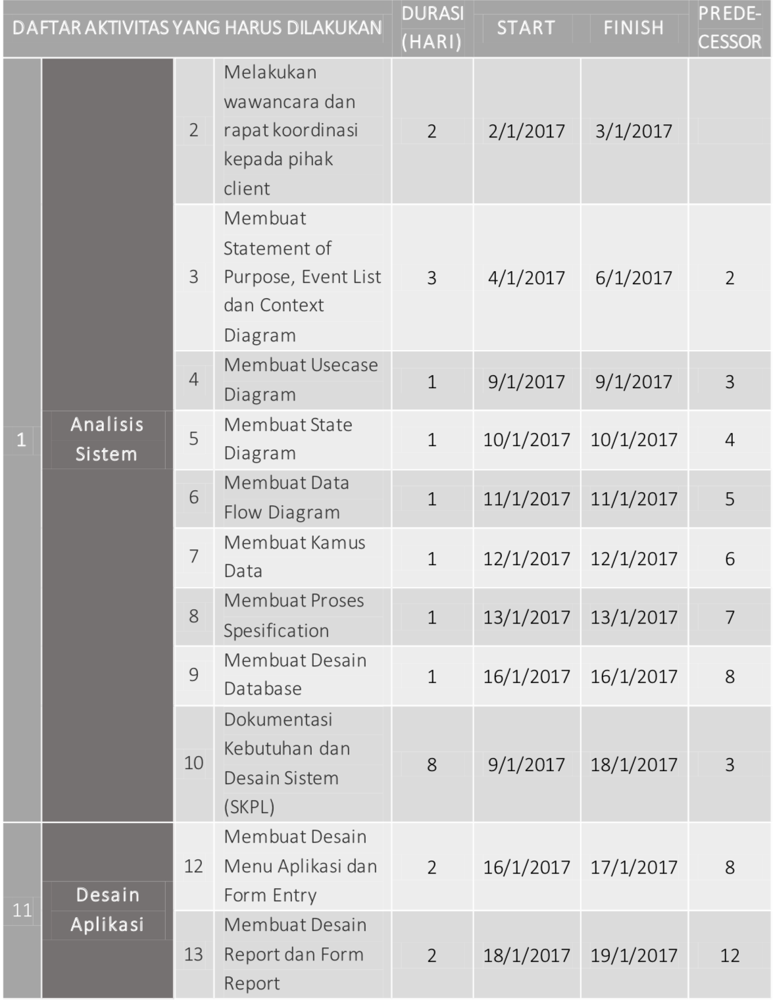 DAFTAR AKTIVITAS YANG HARUS DILAKUKAN
DURASI
(HARI)
START
FINISH
PREDE-
CESSOR
1
Analisis
Sistem
2
Melakukan
wawancara dan
rapat koordinasi
kepada pihak
client
2
2/1/2017
3/1/2017
3
Membuat
Statement of
Purpose, Event List
dan Context
Diagram
3
4/1/2017
6/1/2017
2
4
Membuat Usecase
Diagram
1
9/1/2017
9/1/2017
3
5
Membuat State
Diagram
1
10/1/2017
10/1/2017
4
6
Membuat Data
Flow Diagram
1
11/1/2017
11/1/2017
5
7
Membuat Kamus
Data
1
12/1/2017
12/1/2017
6
8
Membuat Proses
Spesification
1
13/1/2017
13/1/2017
7
9
Membuat Desain
Database
1
16/1/2017
16/1/2017
8
10
Dokumentasi
Kebutuhan dan
Desain Sistem
(SKPL)
8
9/1/2017
18/1/2017
3
11
Desain
Aplikasi
12
Membuat Desain
Menu Aplikasi dan
Form Entry
2
16/1/2017
17/1/2017
8
13
Membuat Desain
Report dan Form
Report
2
18/1/2017
19/1/2017
12